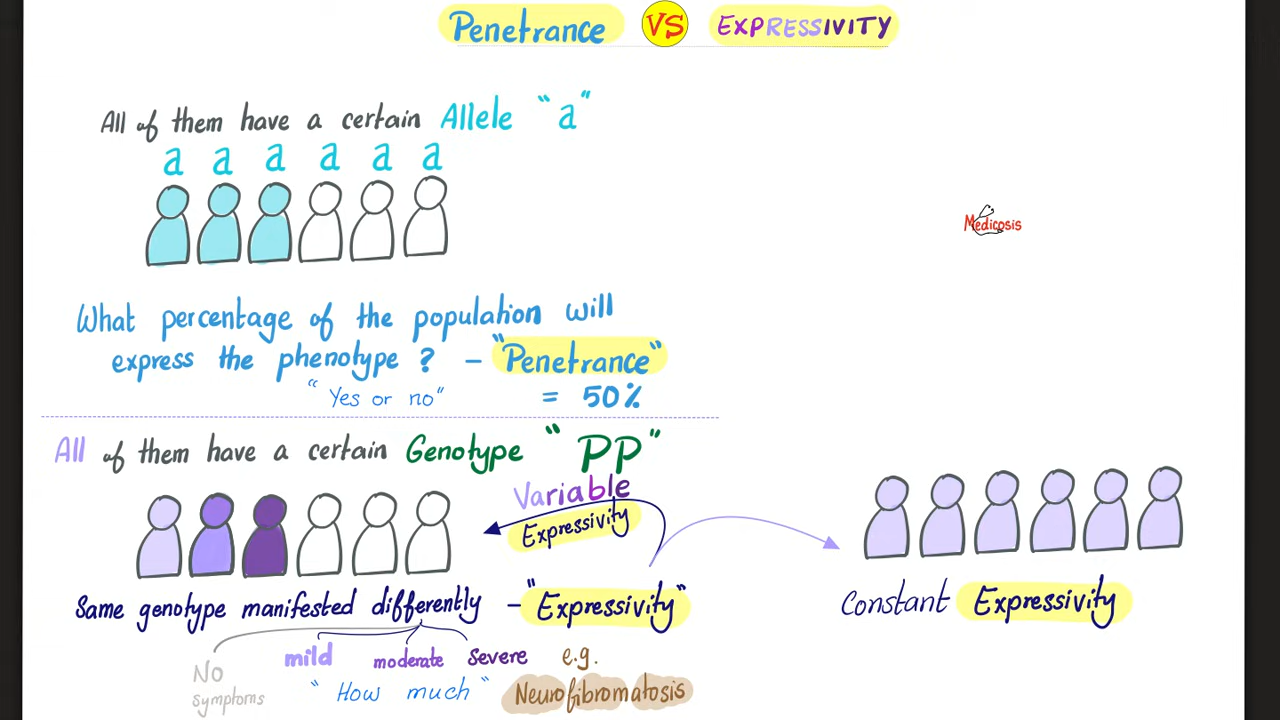 Penetrance VS EXPRESSIVITY
All of them have a certain Allele "a"
a a a a a a
Medicosis
What percentage of the population will
express the phenotype ? - "Penetrance"
"Yes or no" = 50%
All of them have a certain Genotype "PP"
Variable
Expressivity
Same genotype manifested differently - "Expressivity"
Constant Expressivity
No
symptoms
mild moderate severe e.g.
"How much" Neurofibromatosis